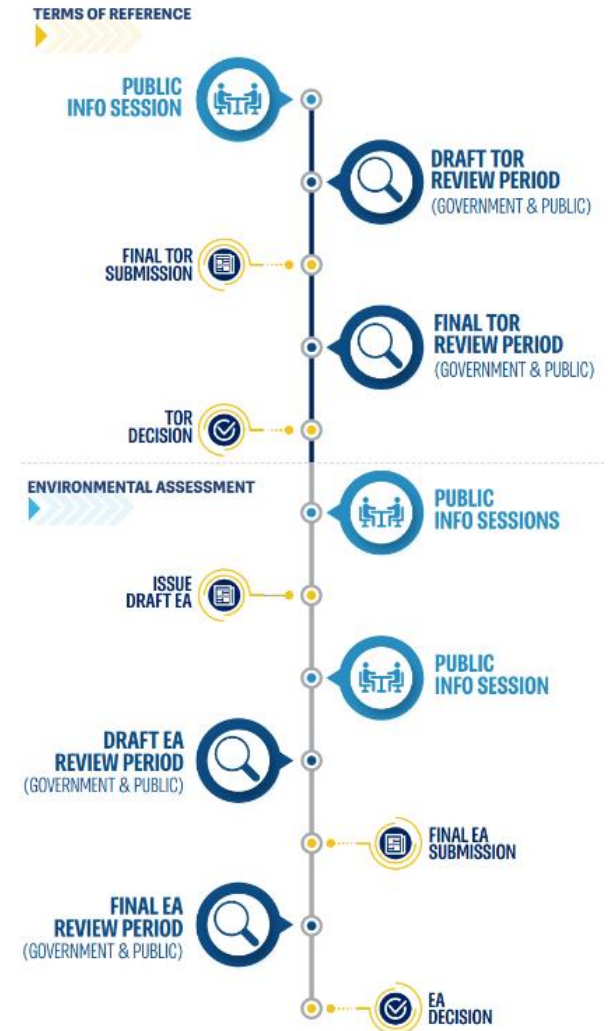 TERMS OF REFERENCE
PUBLIC
INFO SESSION
DRAFT TOR
REVIEW PERIOD
(GOVERNMENT & PUBLIC)
FINAL TOR
SUBMISSION
FINAL TOR
REVIEW PERIOD
(GOVERNMENT & PUBLIC)
TOR
DECISION
ENVIRONMENTAL ASSESSMENT
PUBLIC
INFO SESSIONS
ISSUE
DRAFT EA
PUBLIC
INFO SESSION
DRAFT EA
REVIEW PERIOD
(GOVERNMENT & PUBLIC)
FINAL EA
SUBMISSION
FINAL EA
REVIEW PERIOD
(GOVERNMENT & PUBLIC)
EA
DECISION